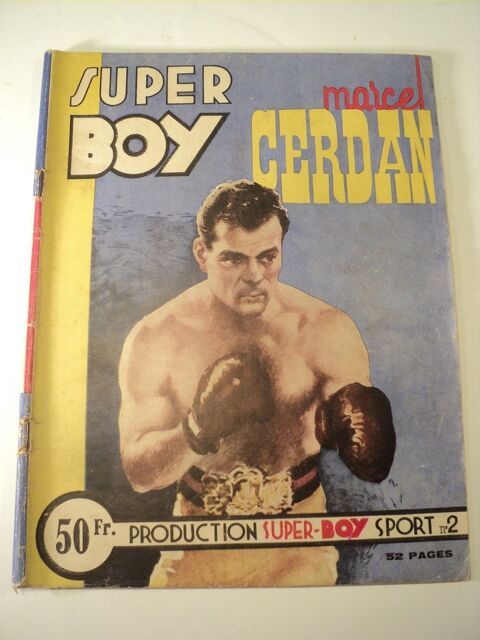 SUPER
BOY
marcel
CERDAN
50 Fr. PRODUCTION SUPER-BOY SPORT n°2
52 PAGES